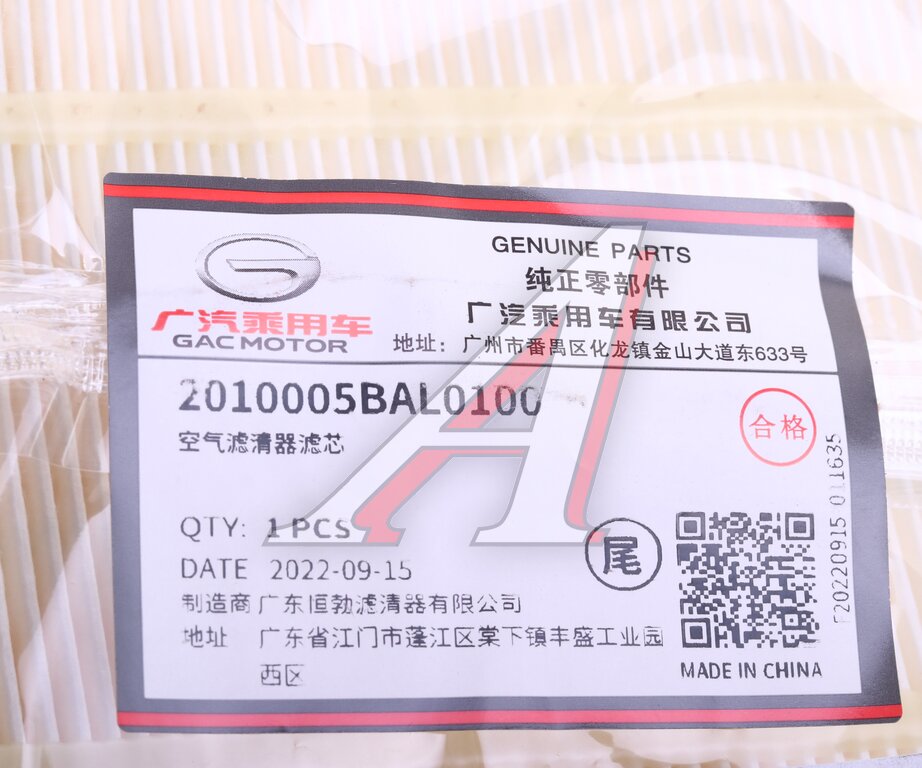 GENUINE PARTS
纯正零部件
广汽乘用车有限公司
广汽乘用车
GAC MOTOR
地址：广州市番禺区化龙镇金山大道东633号
2010005BAL0100
空气滤清器滤芯
合格
QTY: 1 PCS
尾
DATE 2022-09-15
制造商 广东恒勃滤清器有限公司
地址 广东省江门市蓬江区棠下镇丰盛工业园
西区
MADE IN CHINA
F20220915 011635